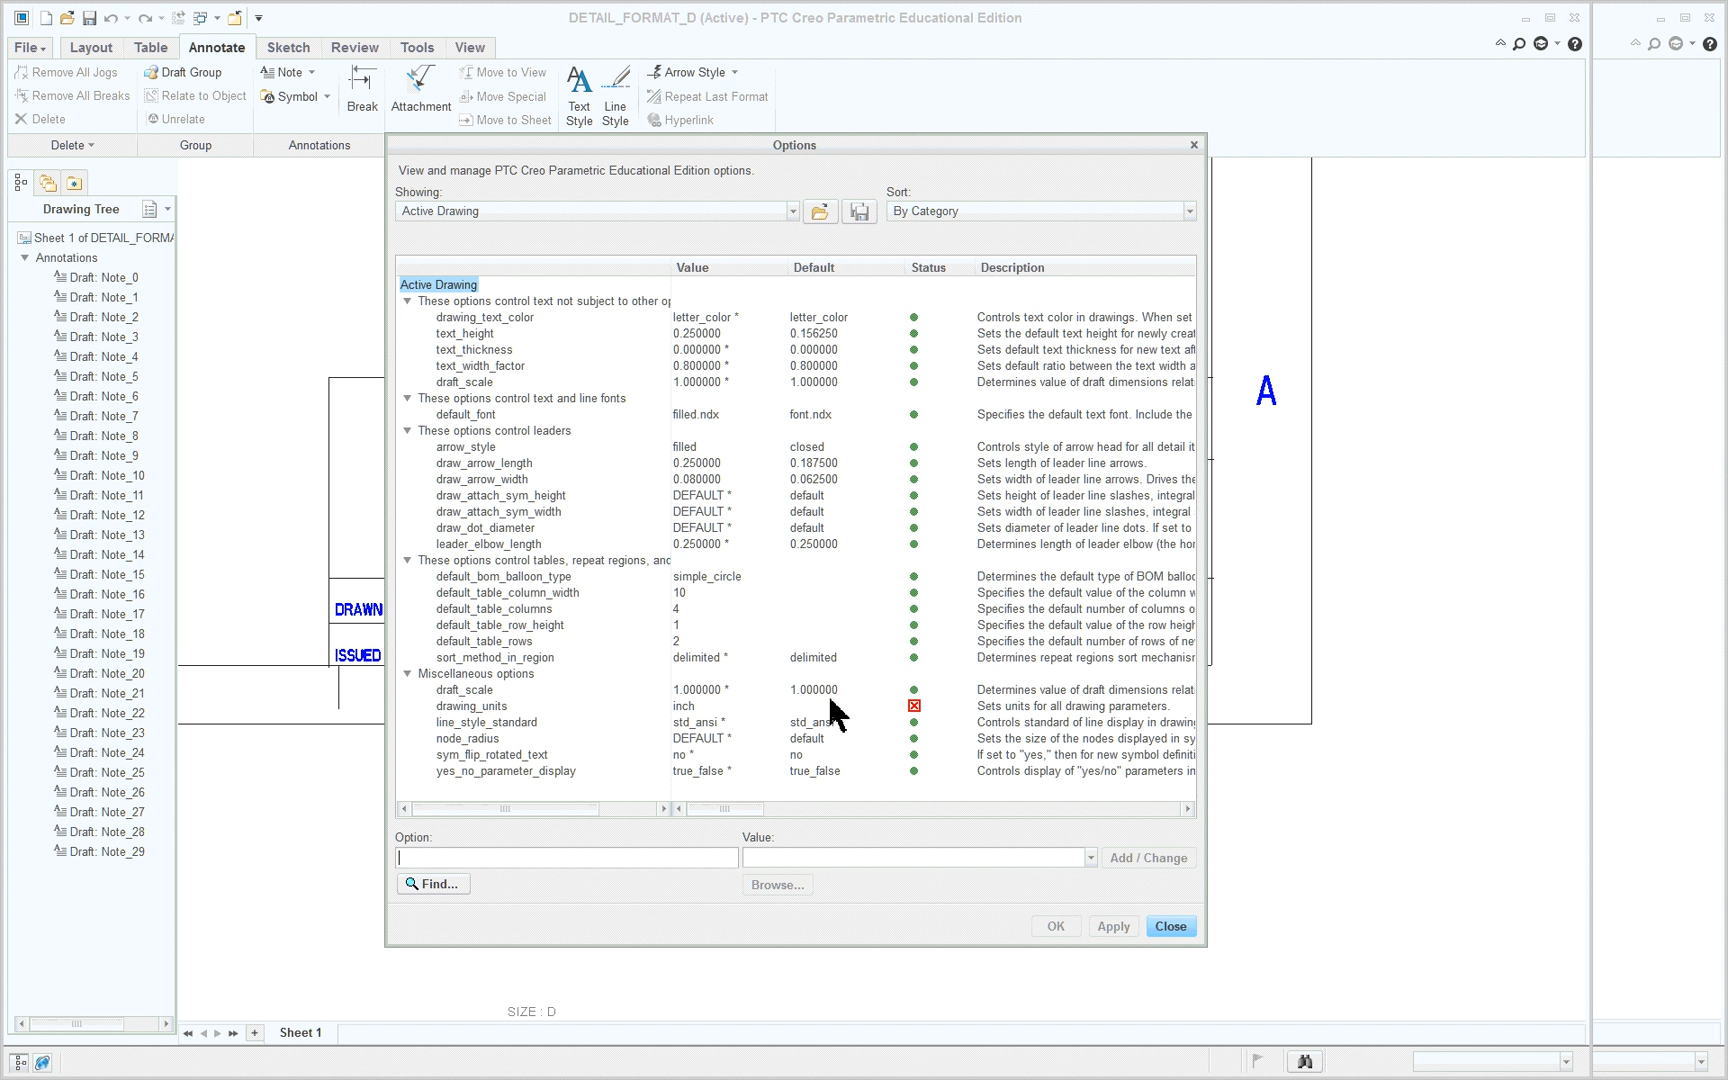 DETAIL_FORMAT_D (Active) - PTC Creo Parametric Educational Edition
File Layout Table Annotate Sketch Review Tools View
Remove All Jogs Draft Group Note Move to View Arrow Style
Remove All Breaks Relate to Object Symbol Break Attachment Move Special Text Style Line Style Repeat Last Format
Delete Unrelate Move to Sheet Hyperlink
Delete Group Annotations
Options
View and manage PTC Creo Parametric Educational Edition options.
Showing: Sort:
Active Drawing By Category
Value Default Status Description
Active Drawing
These options control text not subject to other op
drawing_text_color letter_color * letter_color Controls text color in drawings. When set
text_height 0.250000 0.156250 Sets the default text height for newly creat
text_thickness 0.000000 * 0.000000 Sets default text thickness for new text aft
text_width_factor 0.800000 * 0.800000 Sets default ratio between the text width a
draft_scale 1.000000 * 1.000000 Determines value of draft dimensions relat
These options control text and line fonts
default_font filled.ndx font.ndx Specifies the default text font. Include the
These options control leaders
arrow_style filled closed Controls style of arrow head for all detail it
draw_arrow_length 0.250000 0.187500 Sets length of leader line arrows.
draw_arrow_width 0.080000 0.062500 Sets width of leader line arrows. Drives the
draw_attach_sym_height DEFAULT * default Sets height of leader line slashes, integral
draw_attach_sym_width DEFAULT * default Sets width of leader line slashes, integral
draw_dot_diameter DEFAULT * default Sets diameter of leader line dots. If set to
leader_elbow_length 0.250000 * 0.250000 Determines length of leader elbow (the hor
These options control tables, repeat regions, and
default_bom_balloon_type simple_circle Determines the default type of BOM balloo
default_table_column_width 10 Specifies the default value of the column w
default_table_columns 4 Specifies the default number of columns o
default_table_row_height 1 Specifies the default value of the row heigh
default_table_rows 2 Specifies the default number of rows of ne
sort_method_in_region delimited * delimited Determines repeat regions sort mechanism
Miscellaneous options
draft_scale 1.000000 * 1.000000 Determines value of draft dimensions relat
drawing_units inch Sets units for all drawing parameters.
line_style_standard std_ansi * std_ansi Controls standard of line display in drawing
node_radius DEFAULT * default Sets the size of the nodes displayed in sy
sym_flip_rotated_text no * no If set to "yes," then for new symbol definiti
yes_no_parameter_display true_false * true_false Controls display of "yes/no" parameters in
Option: Value:
Add / Change
Find... Browse...
OK Apply Close
Drawing Tree
Sheet 1 of DETAIL_FORMA
Annotations
Draft: Note_0
Draft: Note_1
Draft: Note_2
Draft: Note_3
Draft: Note_4
Draft: Note_5
Draft: Note_6
Draft: Note_7
Draft: Note_8
Draft: Note_9
Draft: Note_10
Draft: Note_11
Draft: Note_12
Draft: Note_13
Draft: Note_14
Draft: Note_15
Draft: Note_16
Draft: Note_17
Draft: Note_18
Draft: Note_19
Draft: Note_20
Draft: Note_21
Draft: Note_22
Draft: Note_23
Draft: Note_24
Draft: Note_25
Draft: Note_26
Draft: Note_27
Draft: Note_28
Draft: Note_29
DRAWN
ISSUED
A
SIZE : D
Sheet 1